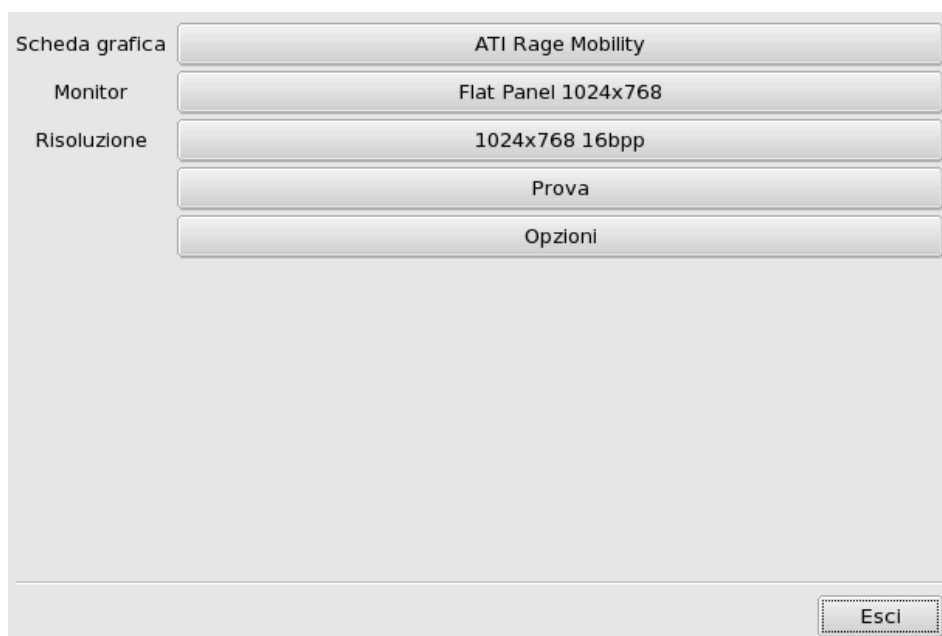 Scheda grafica ATI Rage Mobility
Monitor Flat Panel 1024x768
Risoluzione 1024x768 16bpp
Prova
Opzioni
Esci